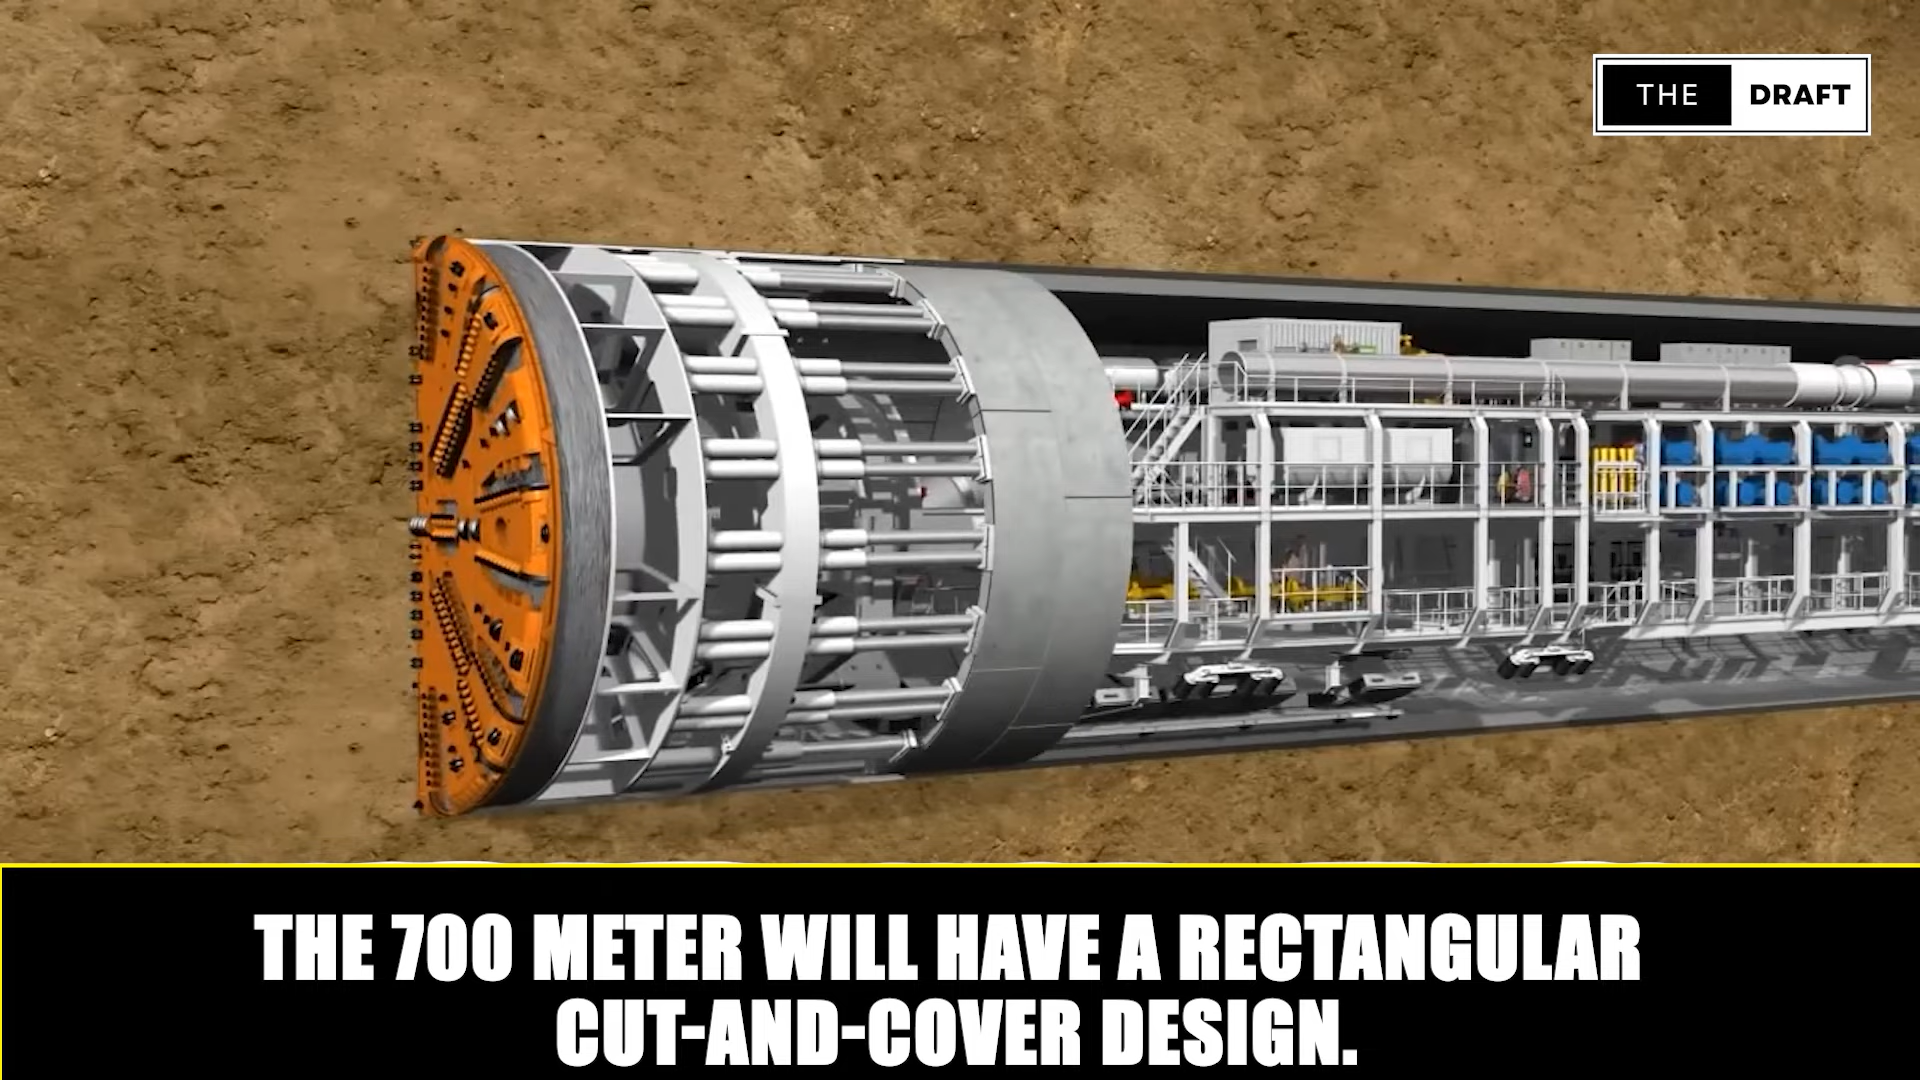 THE DRAFT
THE 700 METER WILL HAVE A RECTANGULAR
CUT-AND-COVER DESIGN.